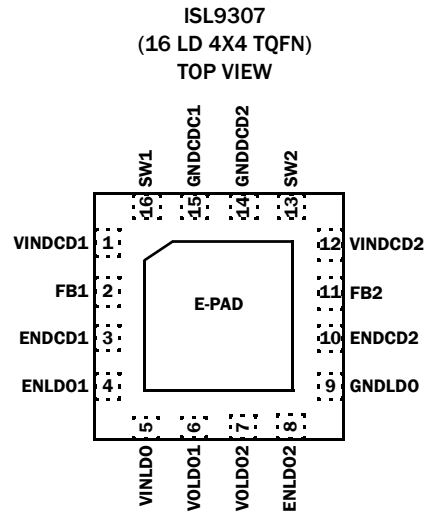 ISL9307
(16 LD 4X4 TQFN)
TOP VIEW
SW1
GNDCDC1
GNDDCD2
SW2
16
15
14
13
VINDCD1 1
FB1 2
ENDCD1 3
ENLDO1 4
E-PAD
12 VINDCD2
11 FB2
10 ENDCD2
9 GNDLDO
5
6
7
8
VINLDO
VOLDO1
VOLDO2
ENLDO2